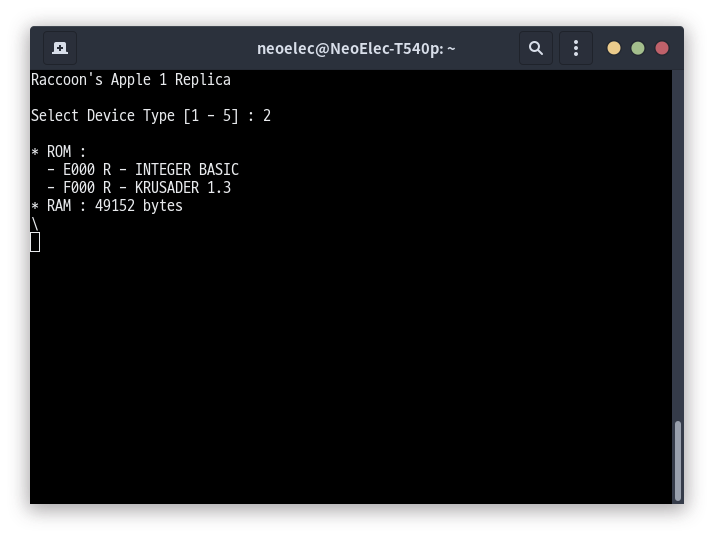 neoelec@NeoElec-T540p: ~
Raccoon's Apple 1 Replica
Select Device Type [1 - 5] : 2
* ROM :
- E000 R - INTEGER BASIC
- F000 R - KRUSADER 1.3
* RAM : 49152 bytes
\